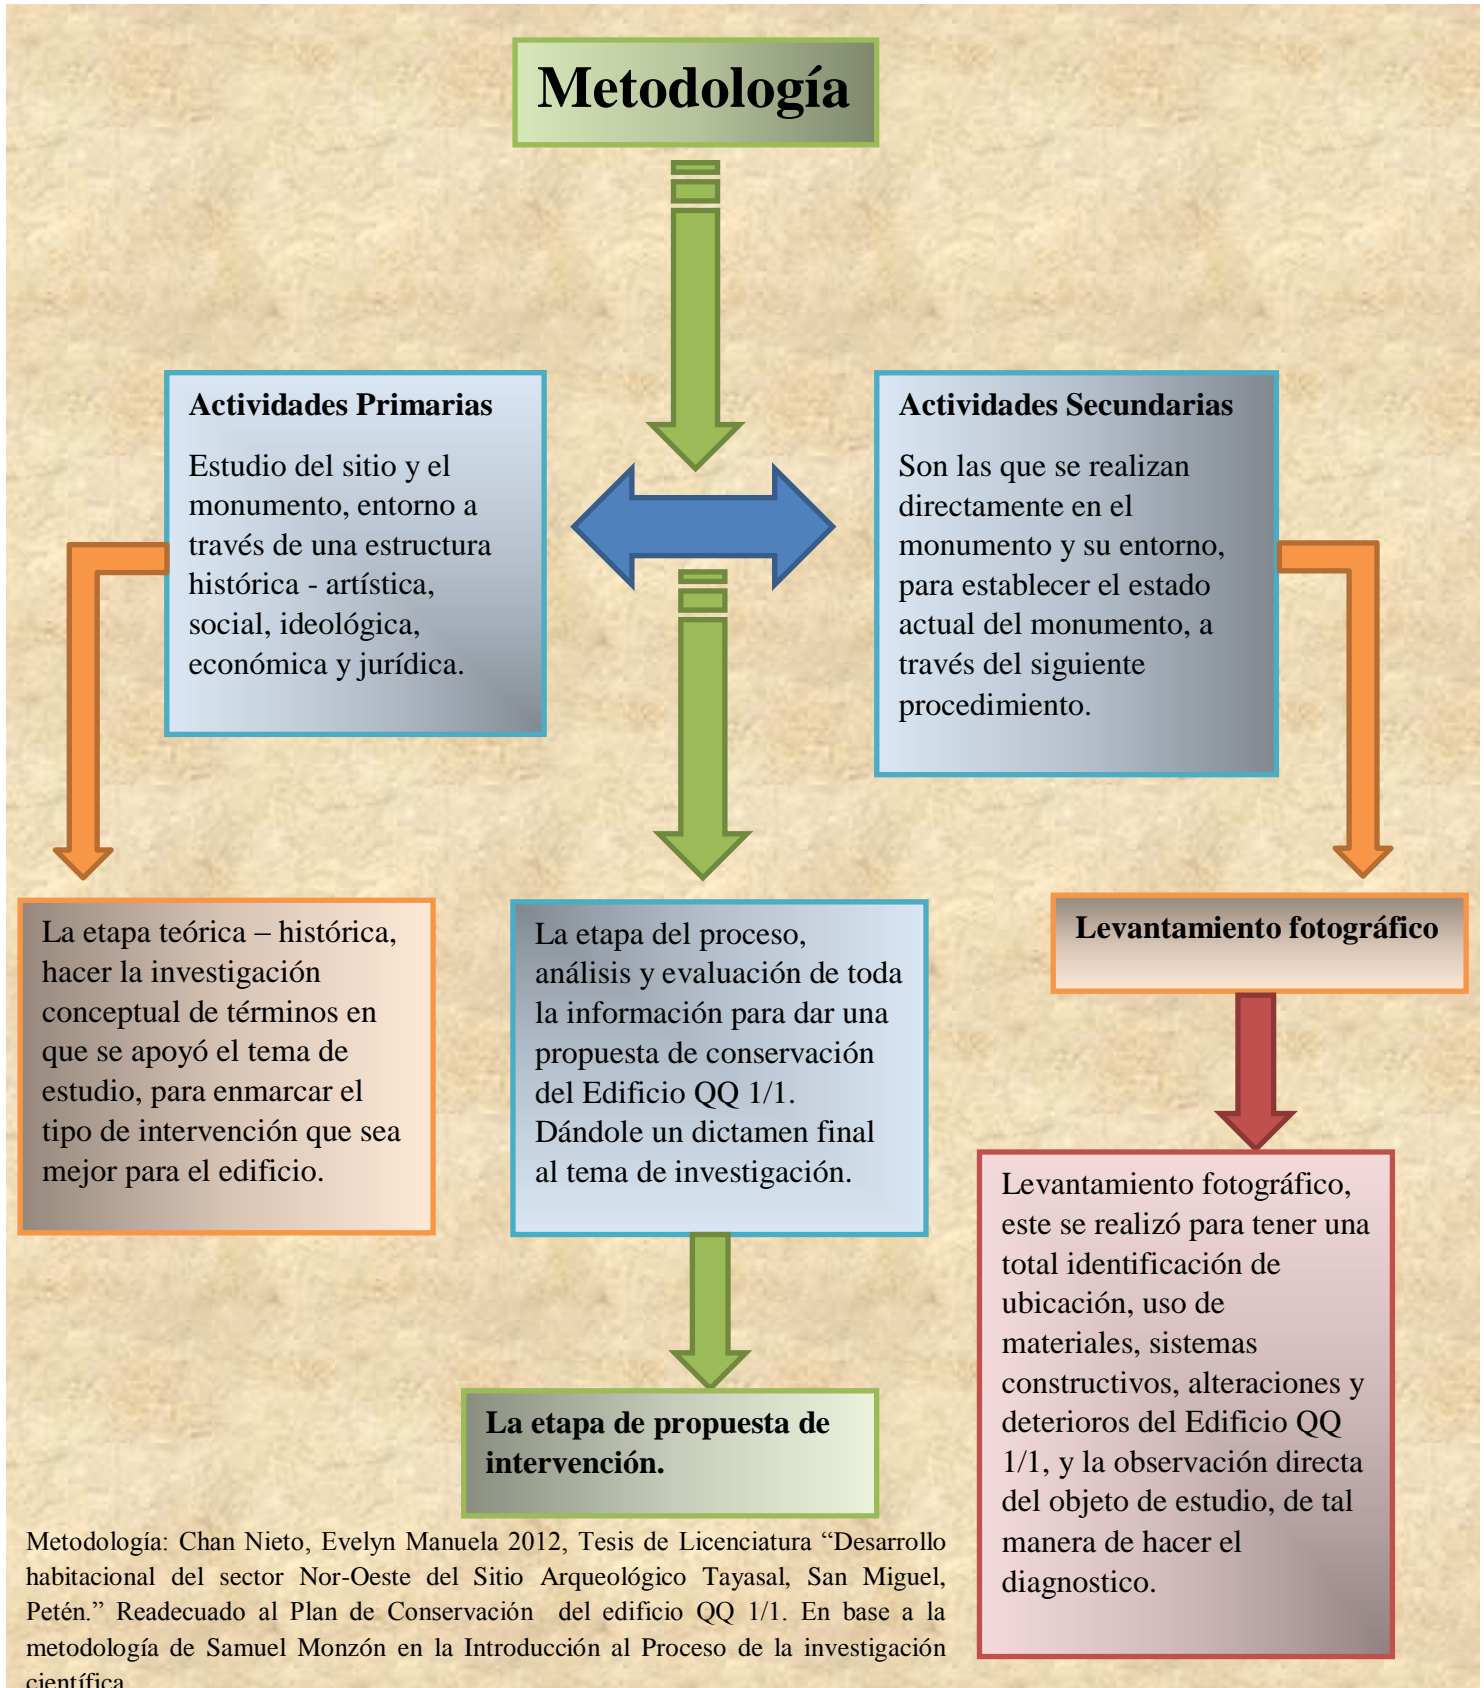 Metodología
Actividades Primarias
Estudio del sitio y el
monumento, entorno a
través de una estructura
histórica - artística,
social, ideológica,
económica y jurídica.
Actividades Secundarias
Son las que se realizan
directamente en el
monumento y su entorno,
para establecer el estado
actual del monumento, a
través del siguiente
procedimiento.
La etapa teórica – histórica,
hacer la investigación
conceptual de términos en
que se apoyó el tema de
estudio, para enmarcar el
tipo de intervención que sea
mejor para el edificio.
La etapa del proceso,
análisis y evaluación de toda
la información para dar una
propuesta de conservación
del Edificio QQ 1/1.
Dándole un dictamen final
al tema de investigación.
Levantamiento fotográfico
Levantamiento fotográfico,
este se realizó para tener una
total identificación de
ubicación, uso de
materiales, sistemas
constructivos, alteraciones y
deterioros del Edificio QQ
1/1, y la observación directa
del objeto de estudio, de tal
manera de hacer el
diagnostico.
La etapa de propuesta de
intervención.
Metodología: Chan Nieto, Evelyn Manuela 2012, Tesis de Licenciatura “Desarrollo
habitacional del sector Nor-Oeste del Sitio Arqueológico Tayasal, San Miguel,
Petén.” Readecuado al Plan de Conservación del edificio QQ 1/1. En base a la
metodología de Samuel Monzón en la Introducción al Proceso de la investigación
científica